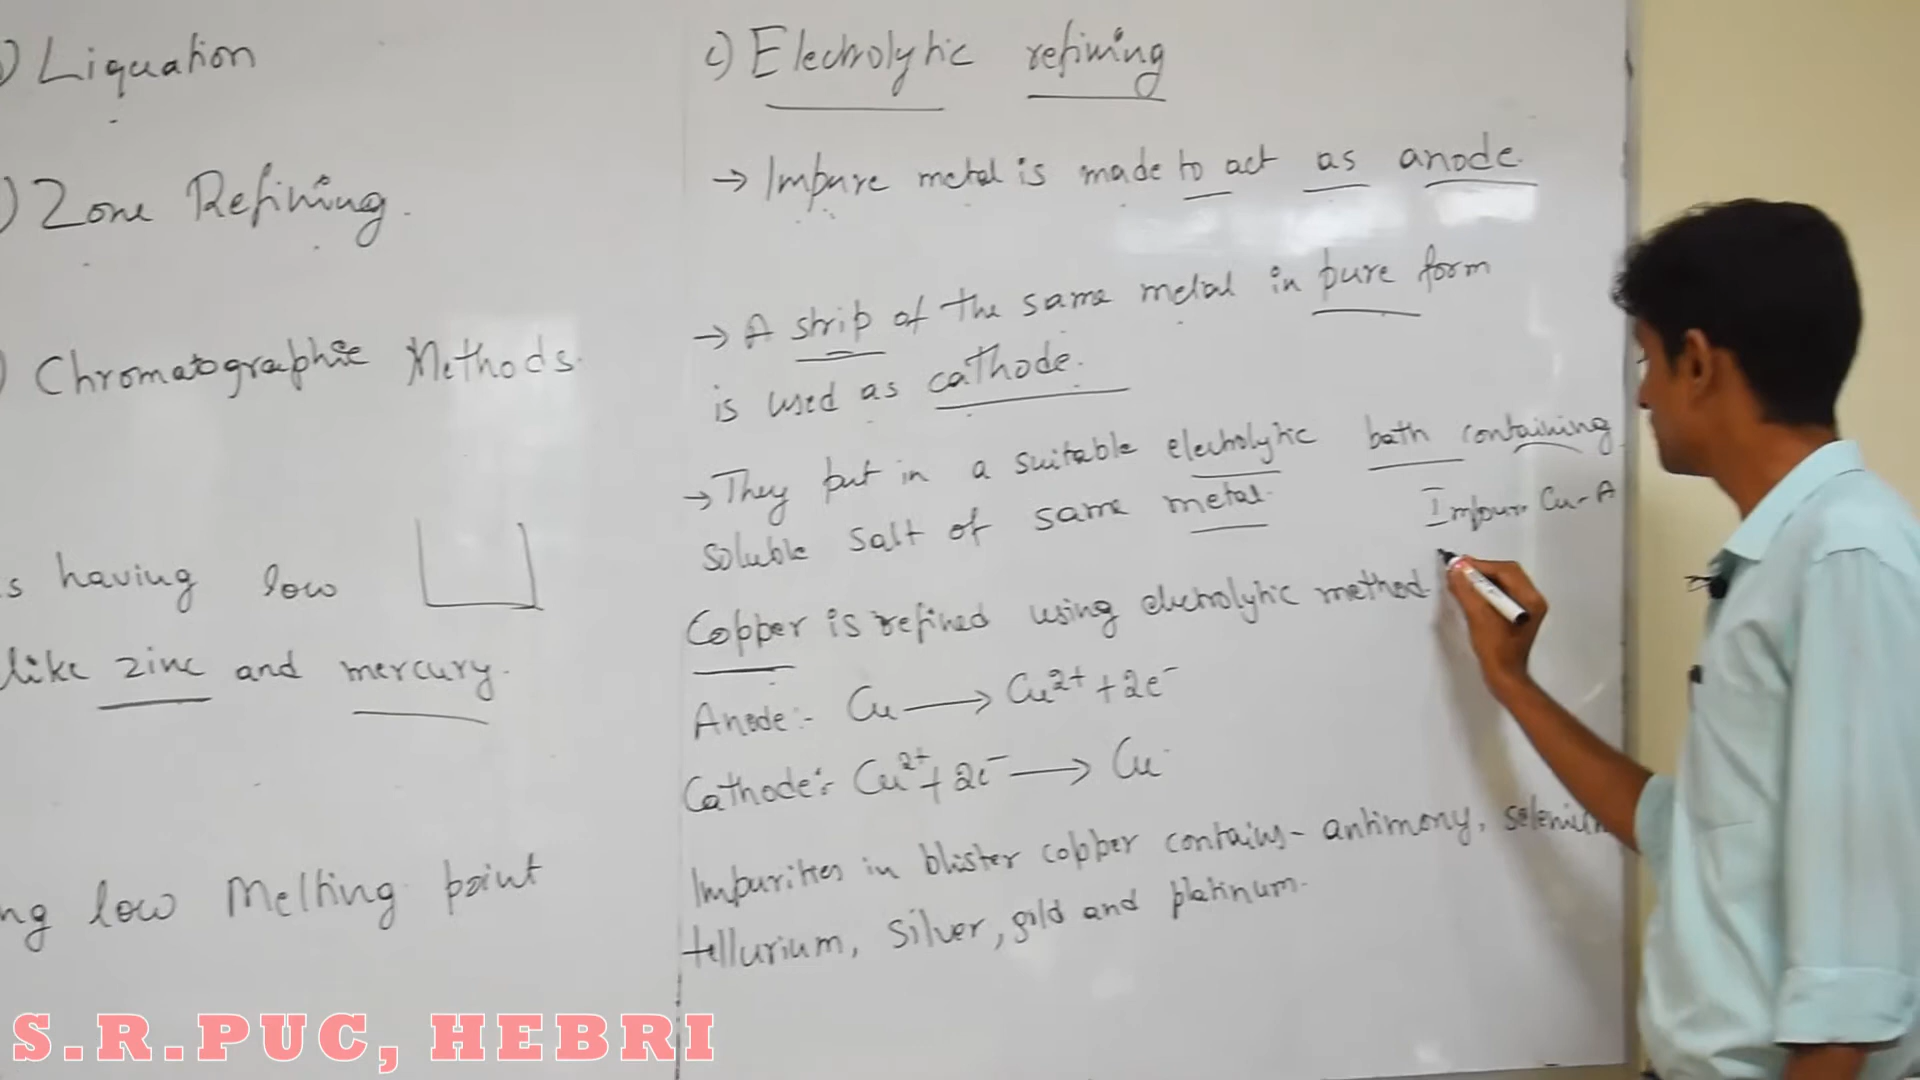 ) Liquation
) Zone Refining.
) Chromatographic Methods.
s having low
like zinc and mercury.
ng low Melting point
c) Electrolytic refining
→ Impure metal is made to act as anode.
→ A strip of the same metal in pure form
is used as cathode.
→ They put in a suitable electrolytic bath containing
soluble salt of same metal.
Impure Cu - A
Copper is refined using electrolytic method
Anode:- Cu ⟶ Cu²⁺ + 2e⁻
Cathode:- Cu²⁺ + 2e⁻ ⟶ Cu
Impurities in blister copper contains - antimony, selenium
tellurium, silver, gold and platinum.
S.R.PUC, HEBRI